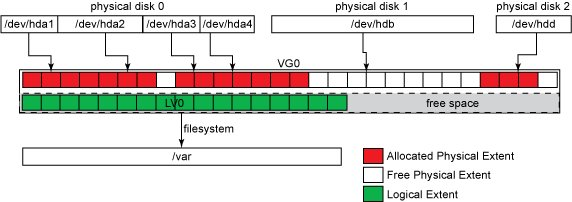 physical disk 0 physical disk 1 physical disk 2
/dev/hda1 /dev/hda2 /dev/hda3 /dev/hda4 /dev/hdb /dev/hdd
VG0
LV0 free space
filesystem
/var
Allocated Physical Extent
Free Physical Extent
Logical Extent